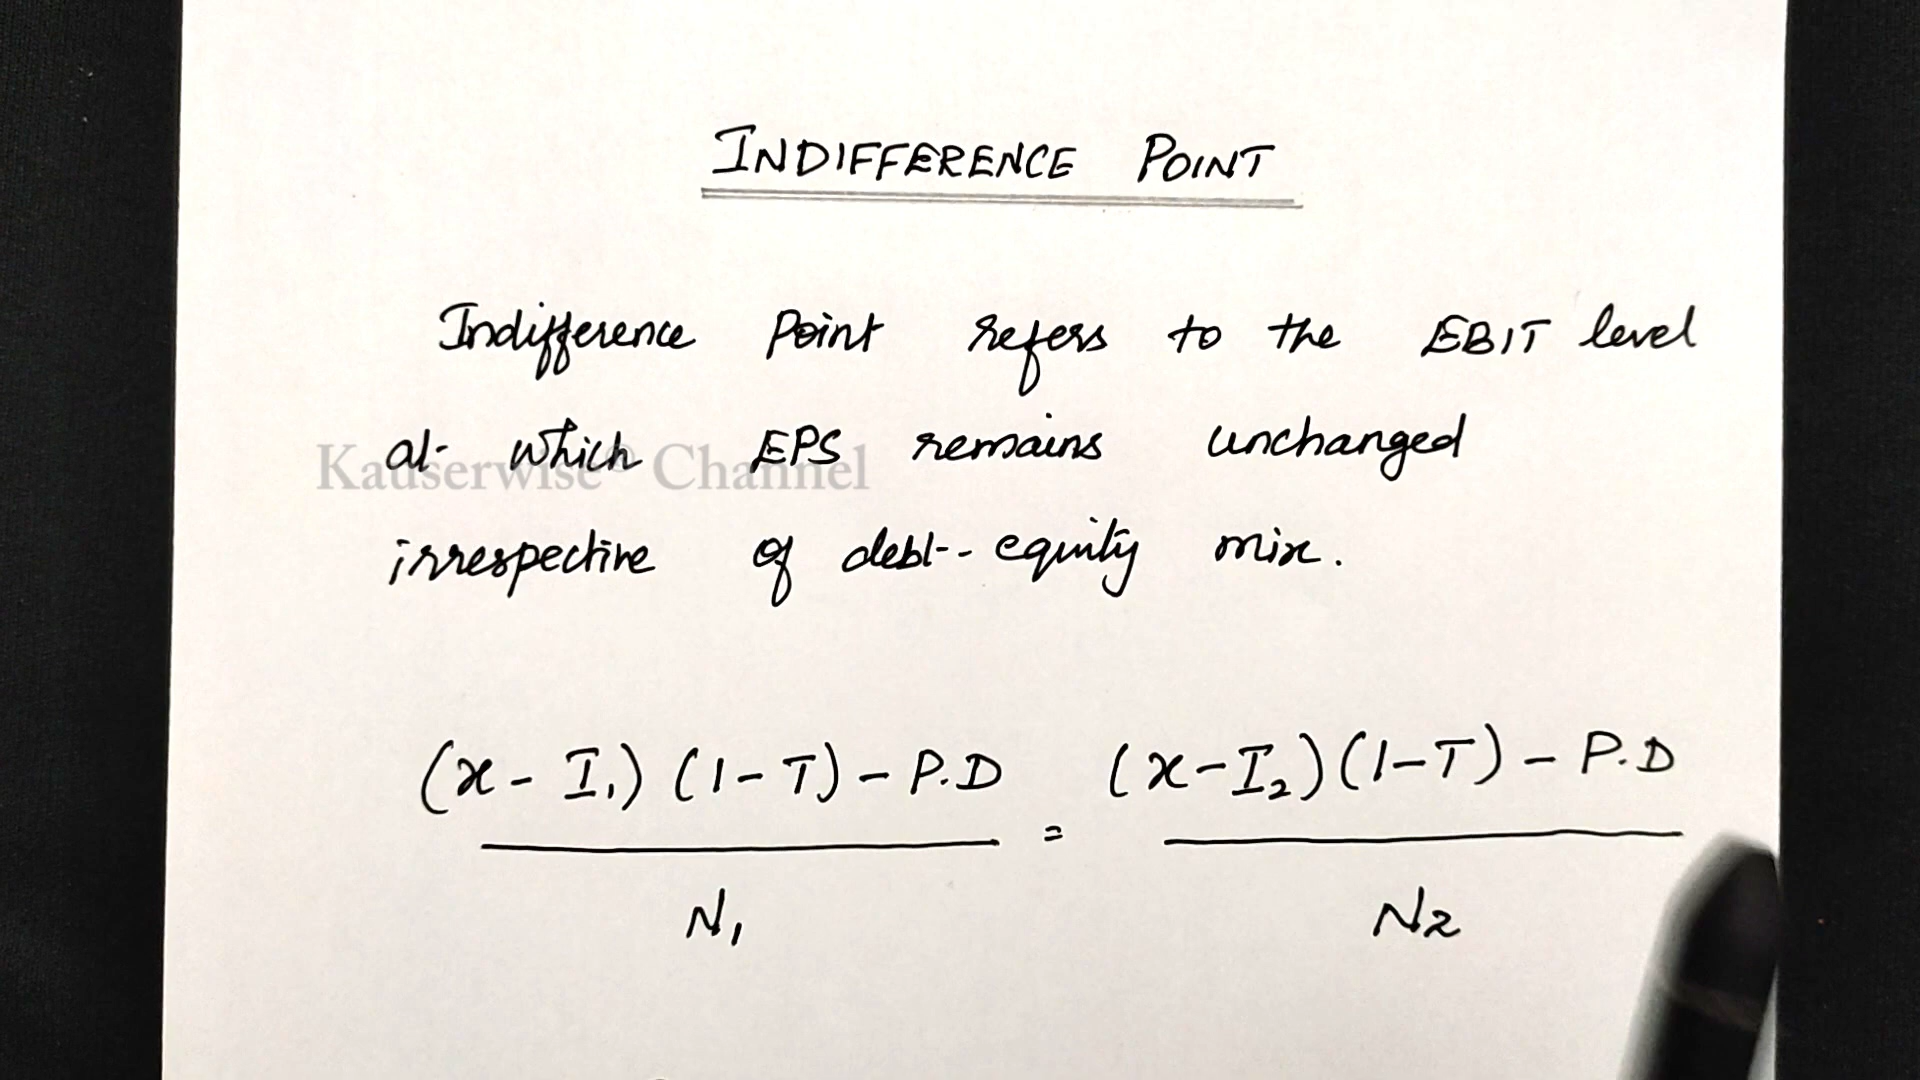 INDIFFERENCE POINT
Indifference Point refers to the EBIT level
at which EPS remains unchanged
Kauserwise® Channel
irrespective of debt-equity mix.
(x - I₁) (1 - T) - P.D = (x - I₂) (1 - T) - P.D
N₁ N₂